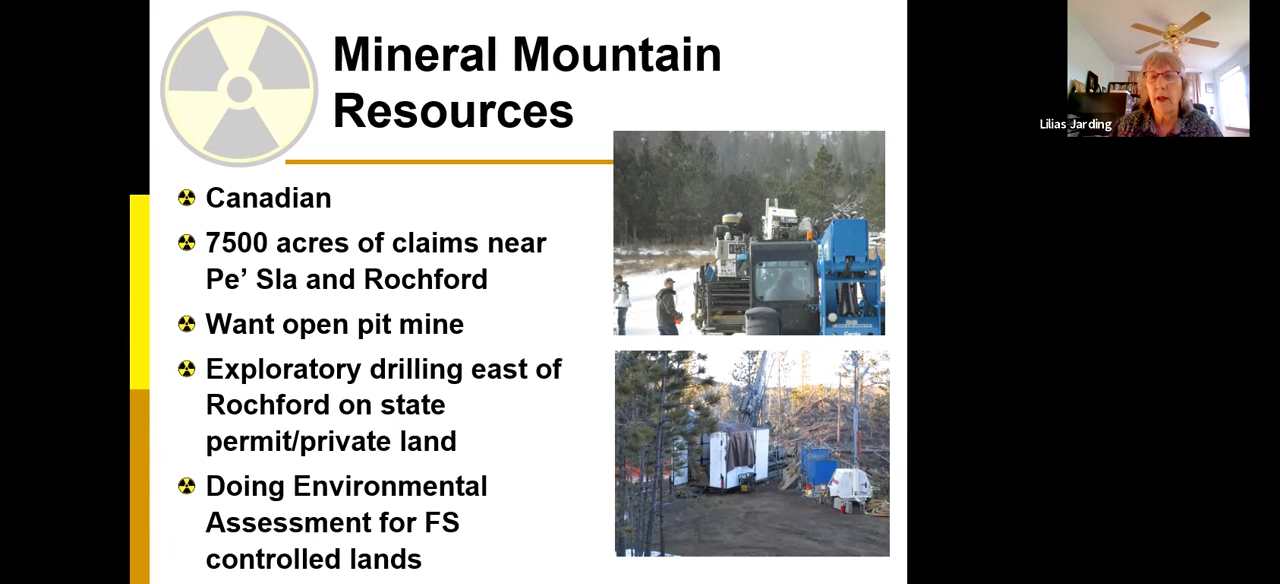 Mineral Mountain
Resources
Canadian
7500 acres of claims near
Pe’ Sla and Rochford
Want open pit mine
Exploratory drilling east of
Rochford on state
permit/private land
Doing Environmental
Assessment for FS
controlled lands
Lilias Jarding
Genie